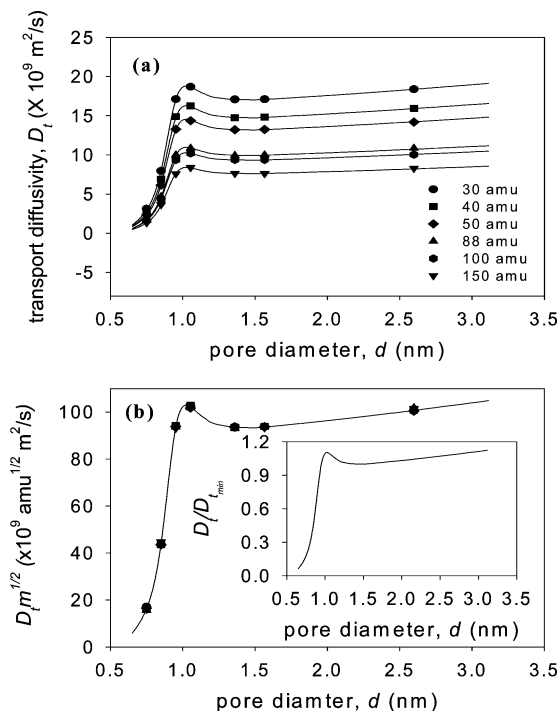 (a)
transport diffusivity, Dₜ (X 10⁹ m²/s)
25
20
15
10
5
0
-5
30 amu
40 amu
50 amu
88 amu
100 amu
150 amu
0.5 1.0 1.5 2.0 2.5 3.0 3.5
pore diameter, d (nm)
(b)
Dₜm^1/2 (x10⁹ amu^1/2 m²/s)
100
80
60
40
20
0
Dₜ/Dₜ_min
1.2
0.9
0.6
0.3
0.0
0.5 1.0 1.5 2.0 2.5 3.0 3.5
pore diameter, d (nm)
0.5 1.0 1.5 2.0 2.5 3.0 3.5
pore diamter, d (nm)